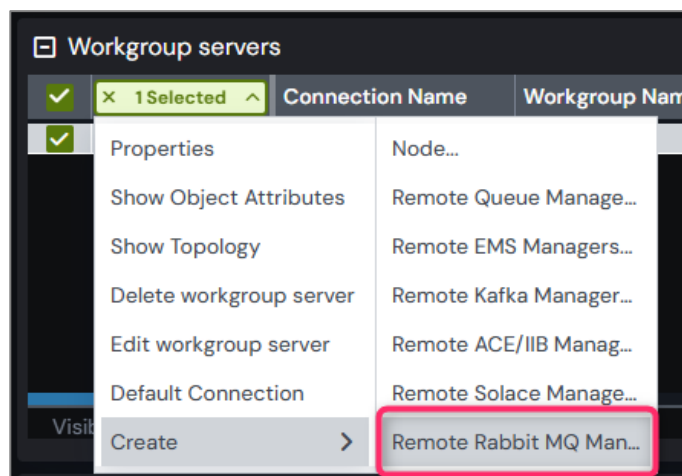 Workgroup servers
× 1 Selected
Connection Name
Workgroup Nam
Properties
Show Object Attributes
Show Topology
Delete workgroup server
Edit workgroup server
Default Connection
Create
Node...
Remote Queue Manage...
Remote EMS Managers...
Remote Kafka Manager...
Remote ACE/IIB Manag...
Remote Solace Manage...
Remote Rabbit MQ Man...
Visib